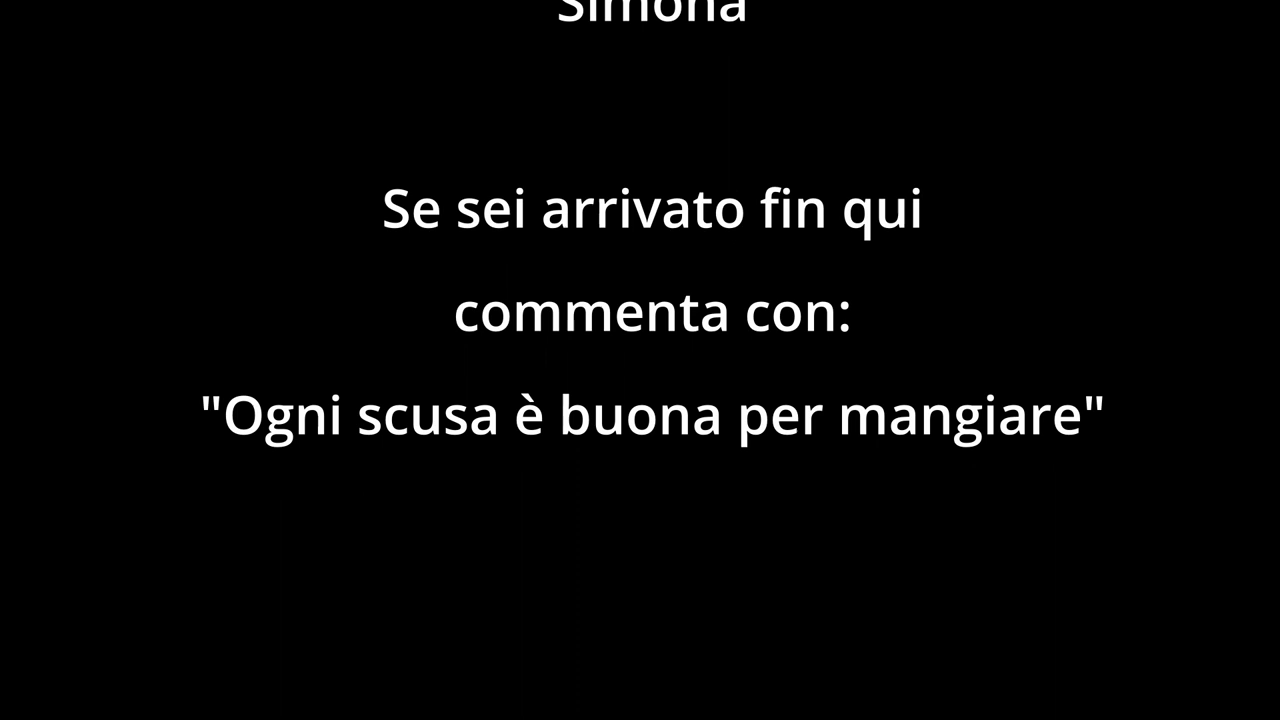 Simona
Se sei arrivato fin qui
commenta con:
"Ogni scusa è buona per mangiare"